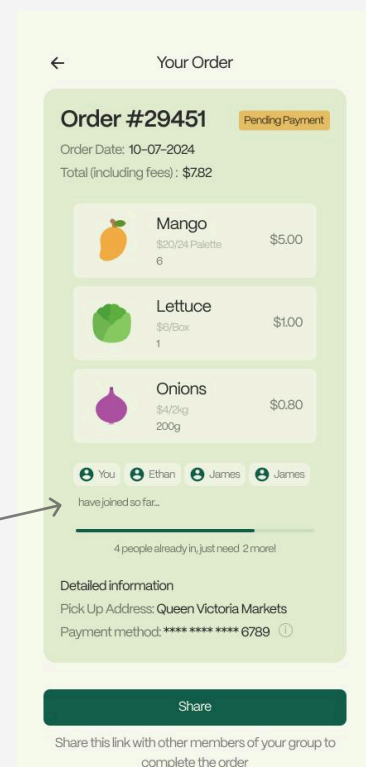 Your Order
Order #29451
Pending Payment
Order Date: 10-07-2024
Total (including fees) : $7.82
Mango
$20/24 Palette
$5.00
6
Lettuce
$6/Box
$1.00
1
Onions
$4/2kg
$0.80
200g
You Ethan James James
have joined so far...
4 people already in, just need 2 more!
Detailed information
Pick Up Address: Queen Victoria Markets
Payment method: **** **** **** 6789
Share
Share this link with other members of your group to
complete the order